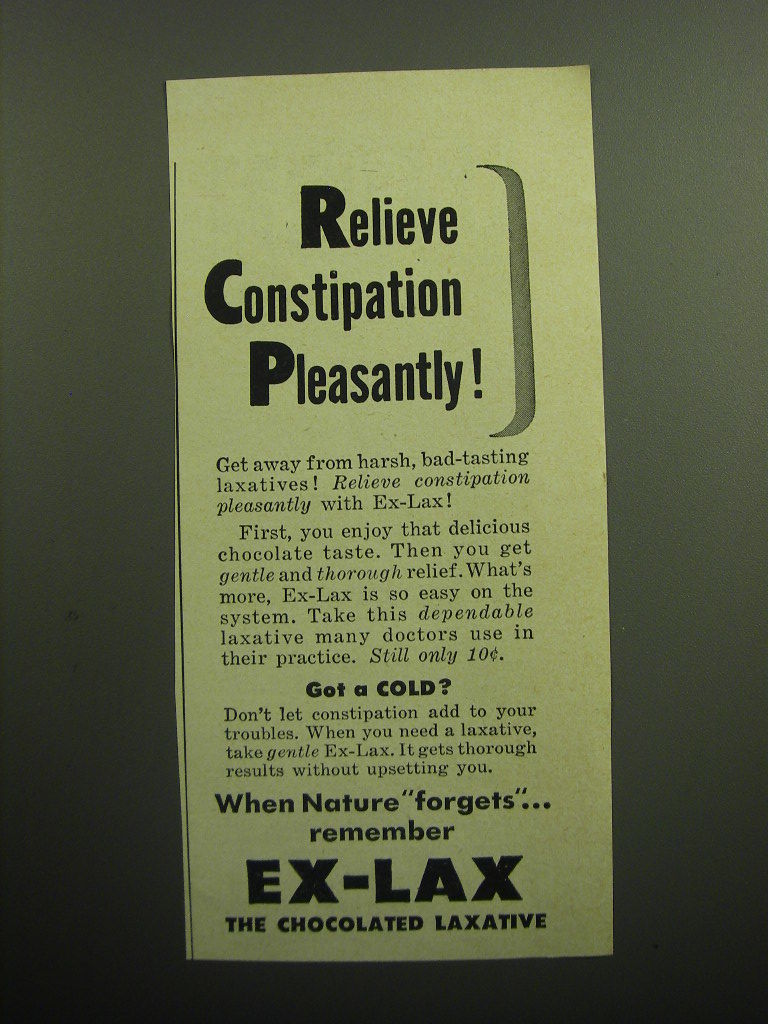 Relieve
Constipation
Pleasantly!
Get away from harsh, bad-tasting
laxatives! Relieve constipation
pleasantly with Ex-Lax!
First, you enjoy that delicious
chocolate taste. Then you get
gentle and thorough relief. What's
more, Ex-Lax is so easy on the
system. Take this dependable
laxative many doctors use in
their practice. Still only 10¢.
Got a COLD?
Don't let constipation add to your
troubles. When you need a laxative,
take gentle Ex-Lax. It gets thorough
results without upsetting you.
When Nature "forgets"...
remember
EX-LAX
THE CHOCOLATED LAXATIVE